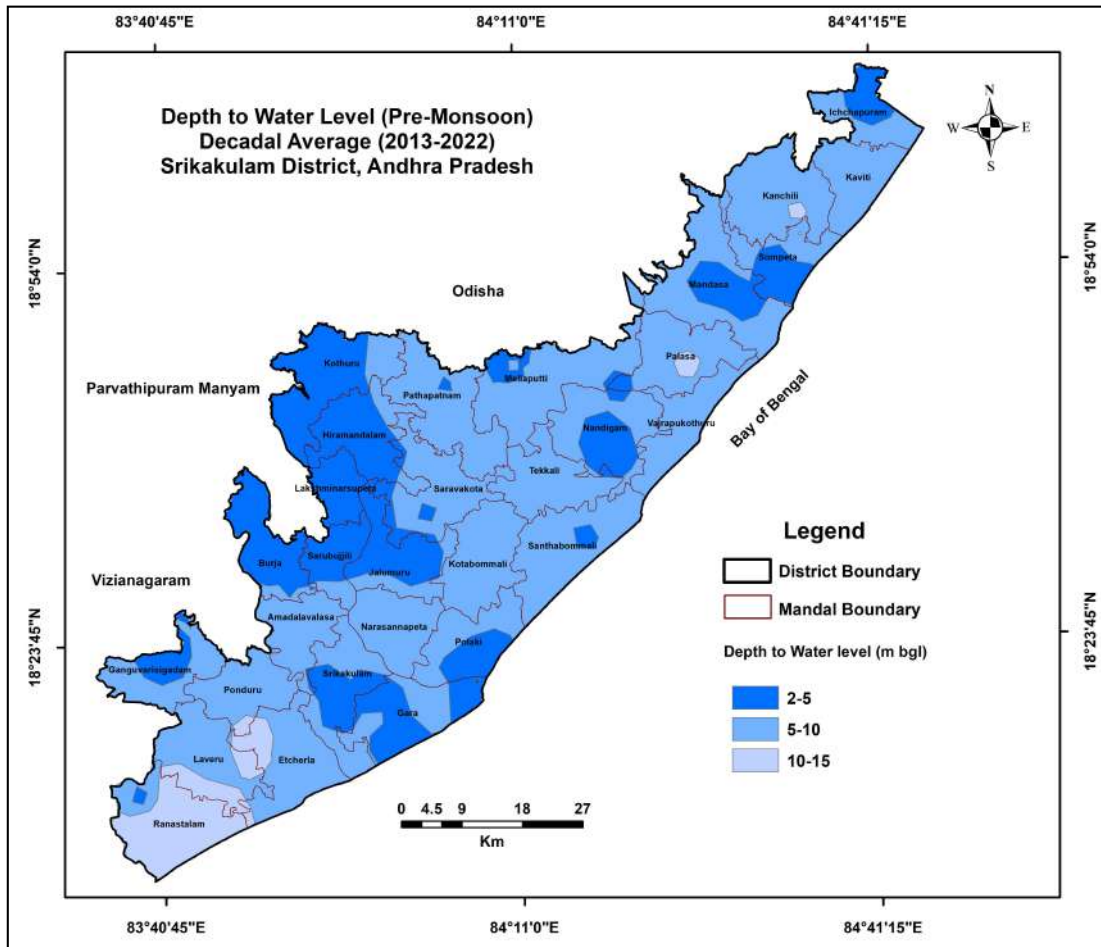 83°40'45"E
84°11'0"E
84°41'15"E
Depth to Water Level (Pre-Monsoon)
Decadal Average (2013-2022)
Srikakulam District, Andhra Pradesh
N
W
E
S
Ichchapuram
Kaviti
Kanchili
18°54'0"N
18°54'0"N
Sompeta
Mandasa
Odisha
Palasa
Kothuru
Parvathipuram Manyam
Meliaputti
Pathapatnam
Bay of Bengal
Vajrapukothuru
Nandigam
Hiramandalam
Tekkali
Lakshminarsupeta
Saravakota
Santhabommali
Burja
Sarubujjili
Jalumuru
Kotabommali
Vizianagaram
Amadalavalasa
Narasannapeta
18°23'45"N
18°23'45"N
Polaki
Ganguvarisigadam
Srikakulam
Ponduru
Gara
Laveru
Etcherla
Ranastalam
Legend
District Boundary
Mandal Boundary
Depth to Water level (m bgl)
2-5
5-10
10-15
0 4.5 9 18 27
Km
83°40'45"E
84°11'0"E
84°41'15"E